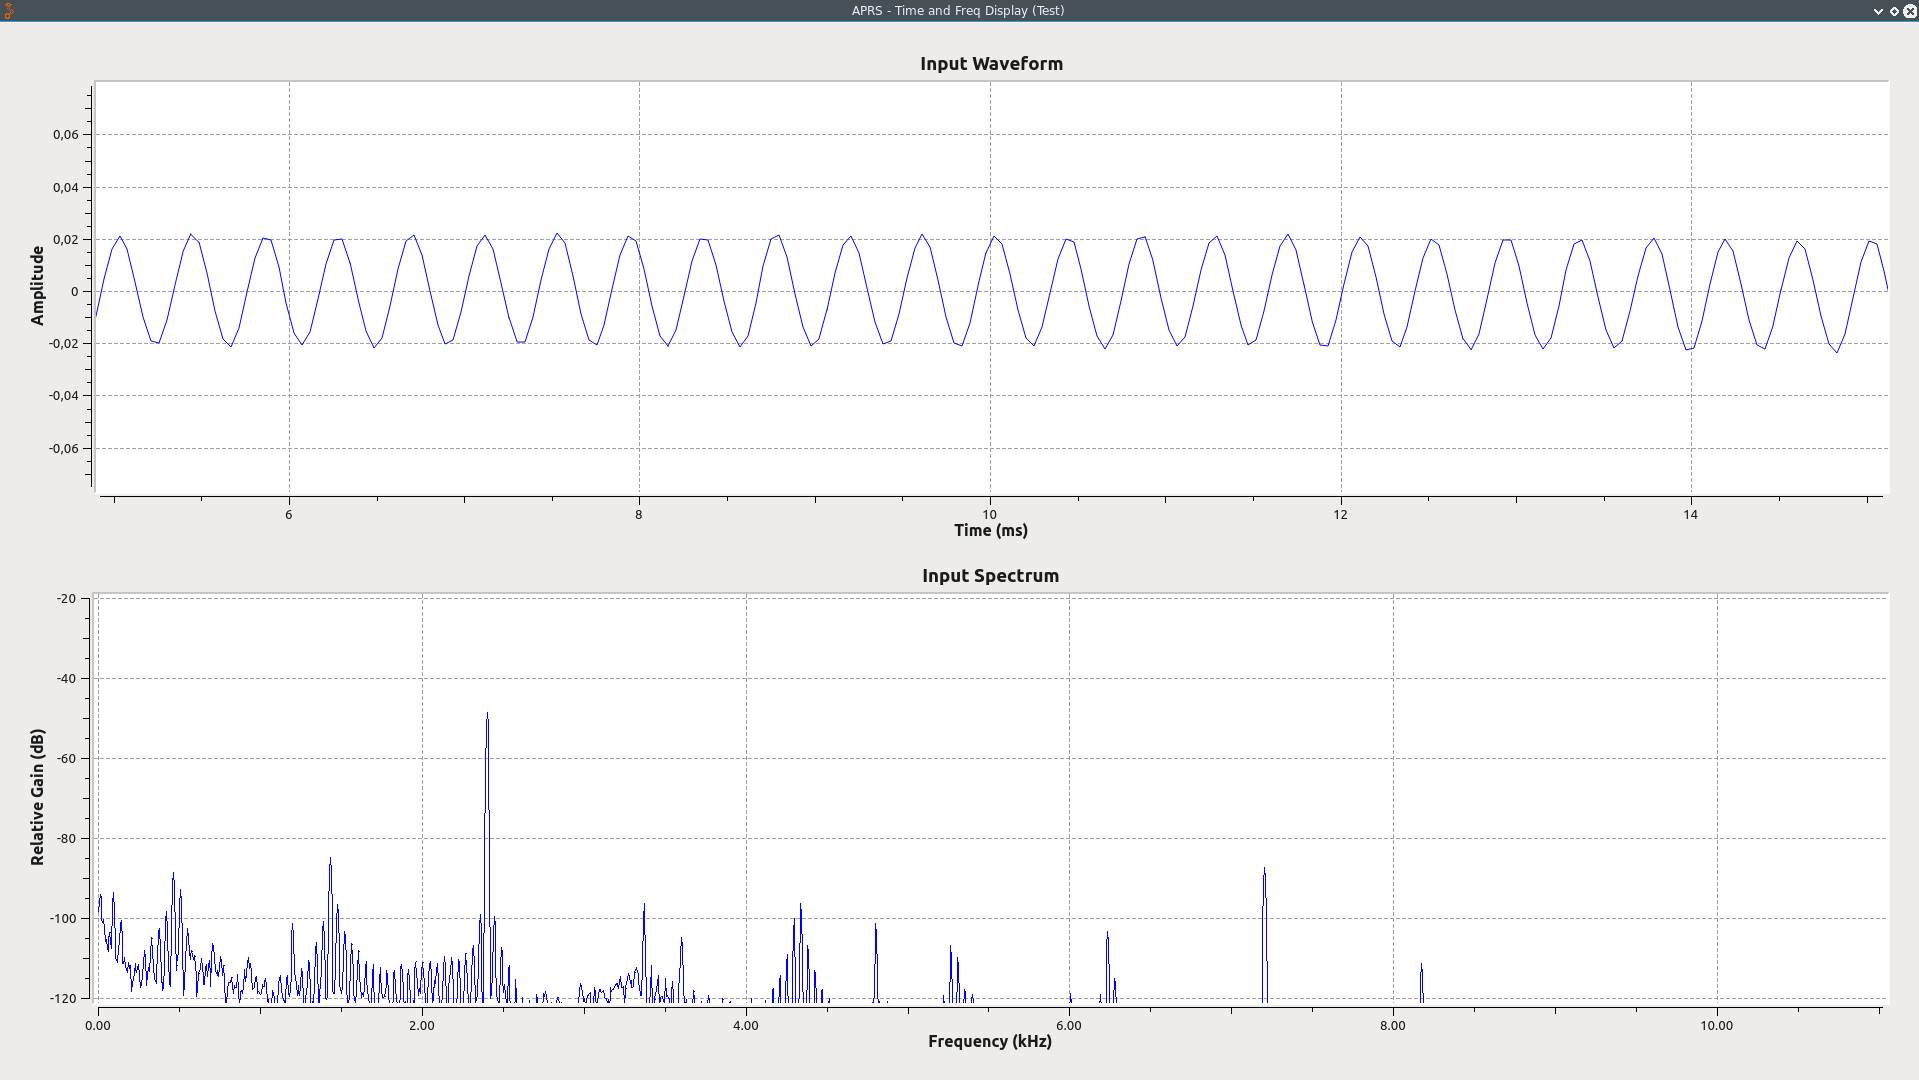 APRS - Time and Freq Display (Test)
Input Waveform
Amplitude
0,06
0,04
0,02
0
-0,02
-0,04
-0,06
6 8 10 12 14
Time (ms)
Input Spectrum
Relative Gain (dB)
-20
-40
-60
-80
-100
-120
0.00 2.00 4.00 6.00 8.00 10.00
Frequency (kHz)